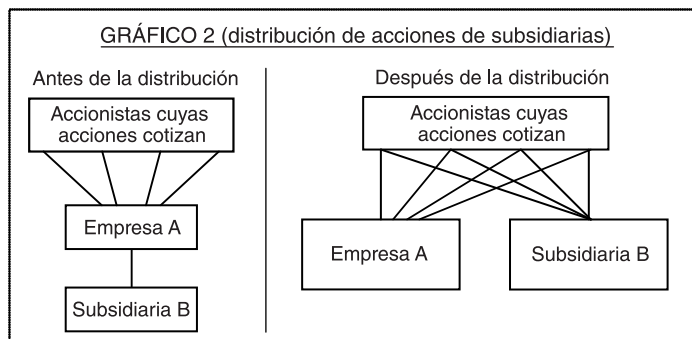 GRÁFICO 2 (distribución de acciones de subsidiarias)
Antes de la distribución
Accionistas cuyas
acciones cotizan
Empresa A
Subsidiaria B
Después de la distribución
Accionistas cuyas
acciones cotizan
Empresa A
Subsidiaria B